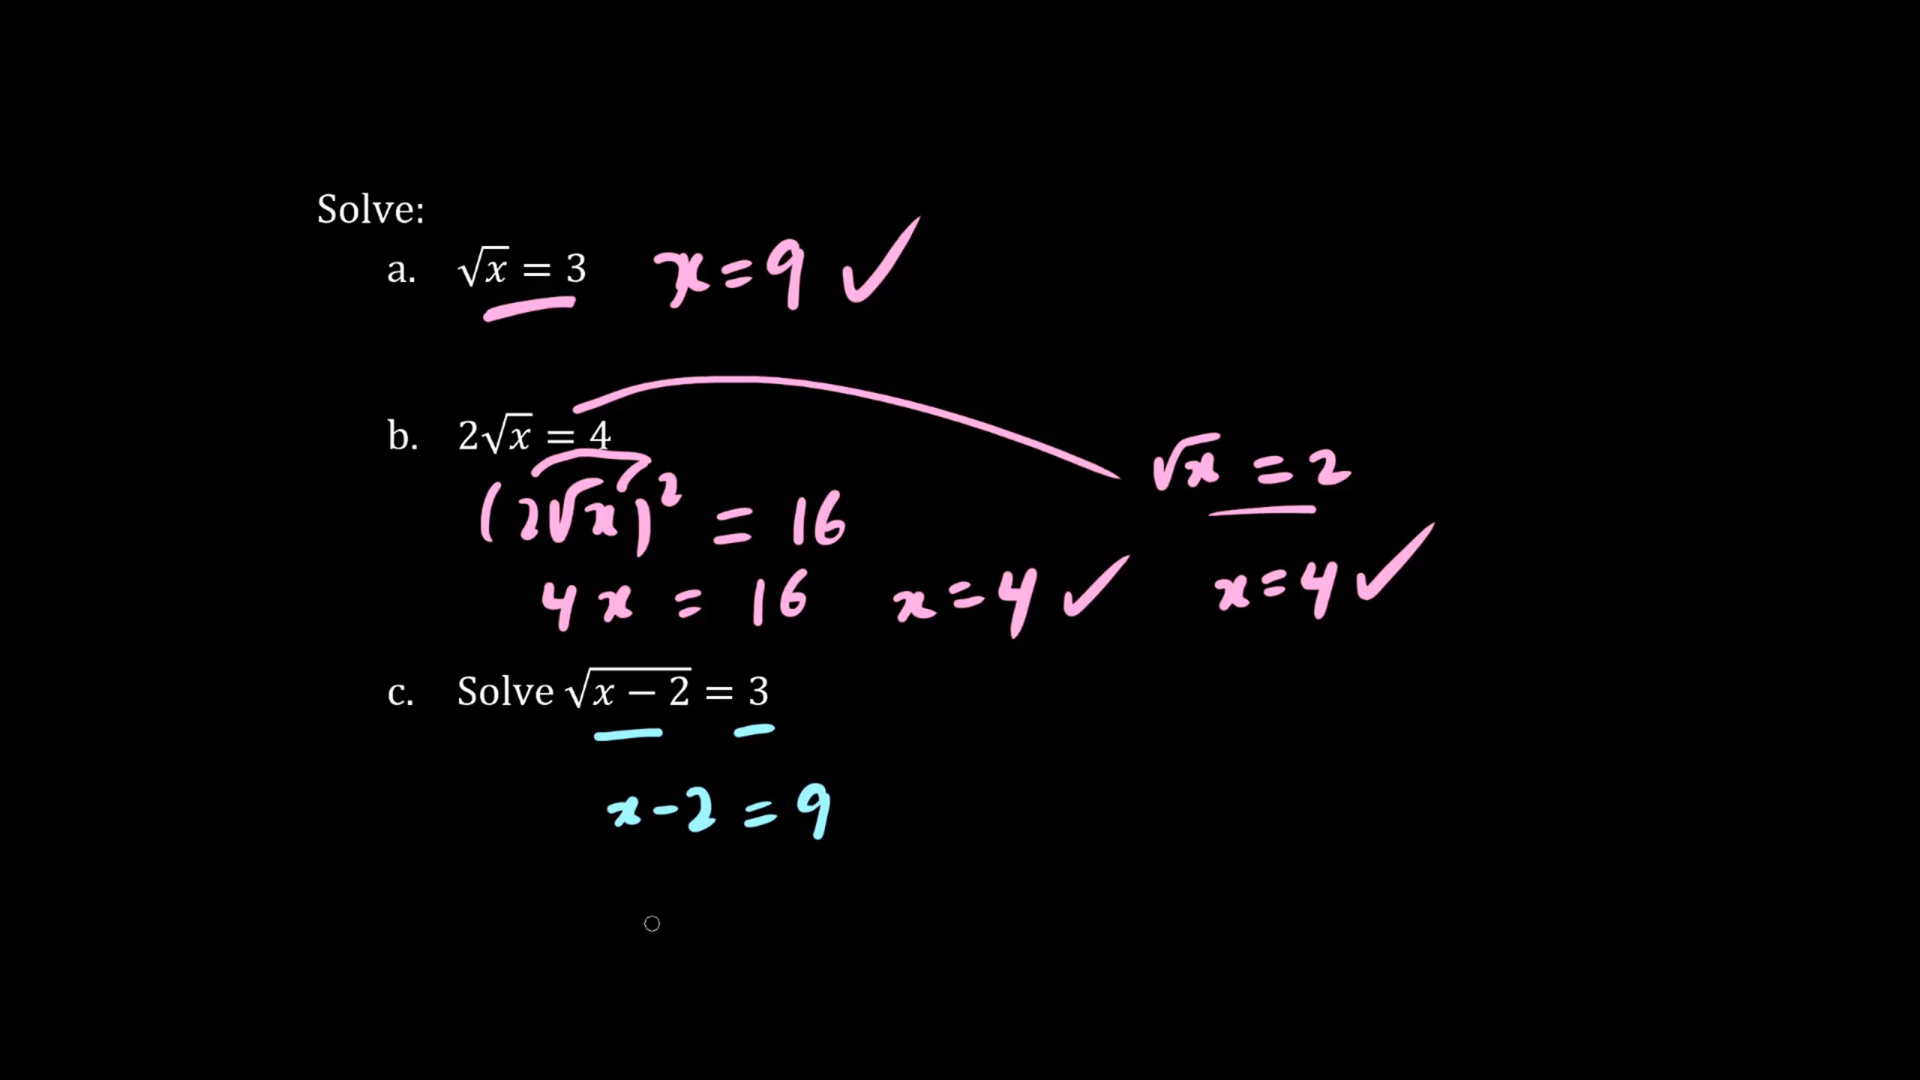 Solve:
a. √x = 3 x = 9 ✓
b. 2√x = 4
√x = 2
(2√x)² = 16
4x = 16 x = 4 ✓ x = 4 ✓
c. Solve √(x − 2) = 3
x - 2 = 9